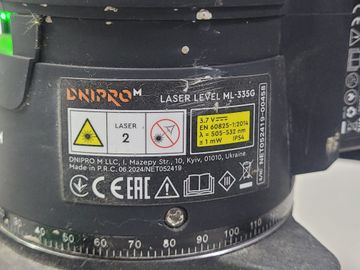 DNIPRO M
LASER LEVEL ML-335G
LASER
2
3.7 V
EN 60825-1:2014
λ = 505-532 nm
≤ 1 mW IP54
DNIPRO M LLC, I. Mazepy Str., 10, Kyiv, 01010, Ukraine.
Made in P.R.C. 06.2024/NET052419
CE EAC
NET052419-00458
40 50 60 70 80 90 100 110